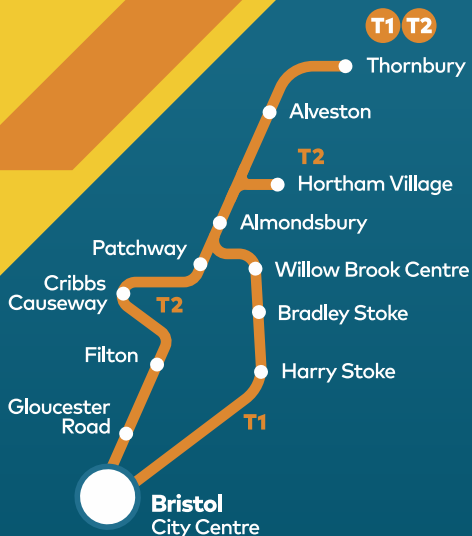 T1 T2
Thornbury
Alveston
T2
Hortham Village
Almondsbury
Patchway
Willow Brook Centre
Cribbs
Causeway
T2
Bradley Stoke
Filton
Harry Stoke
Gloucester
Road
T1
Bristol
City Centre